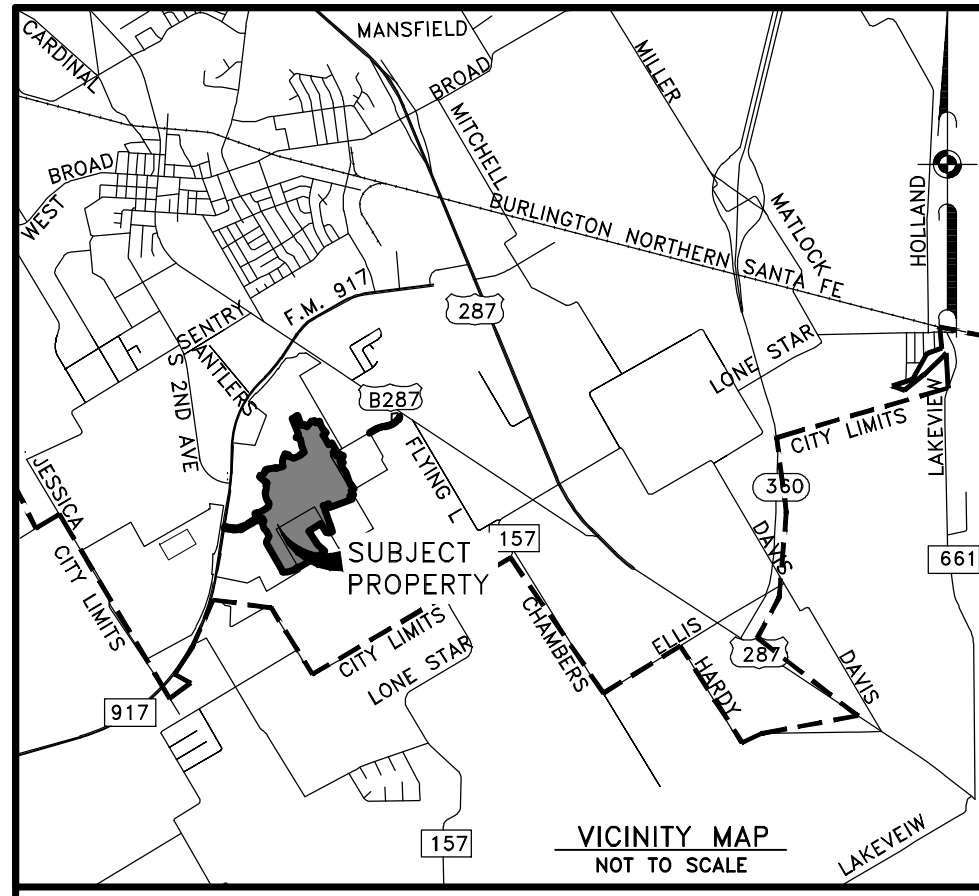 CARDINAL
MANSFIELD
BROAD
MILLER
MITCHELL
BROAD
WEST
BURLINGTON NORTHERN SANTA FE
MATLOCK
HOLLAND
F.M. 917
287
SENTRY
ANTLERS
S 2ND AVE
LONE STAR
B287
CITY LIMITS
LAKEVIEW
FLYING L
JESSICA
360
157
DAVIS
661
SUBJECT
PROPERTY
CITY LIMITS
CHAMBERS
CITY LIMITS
ELLIS
287
HARDY
DAVIS
LONE STAR
917
157
VICINITY MAP
NOT TO SCALE
LAKEVEIW